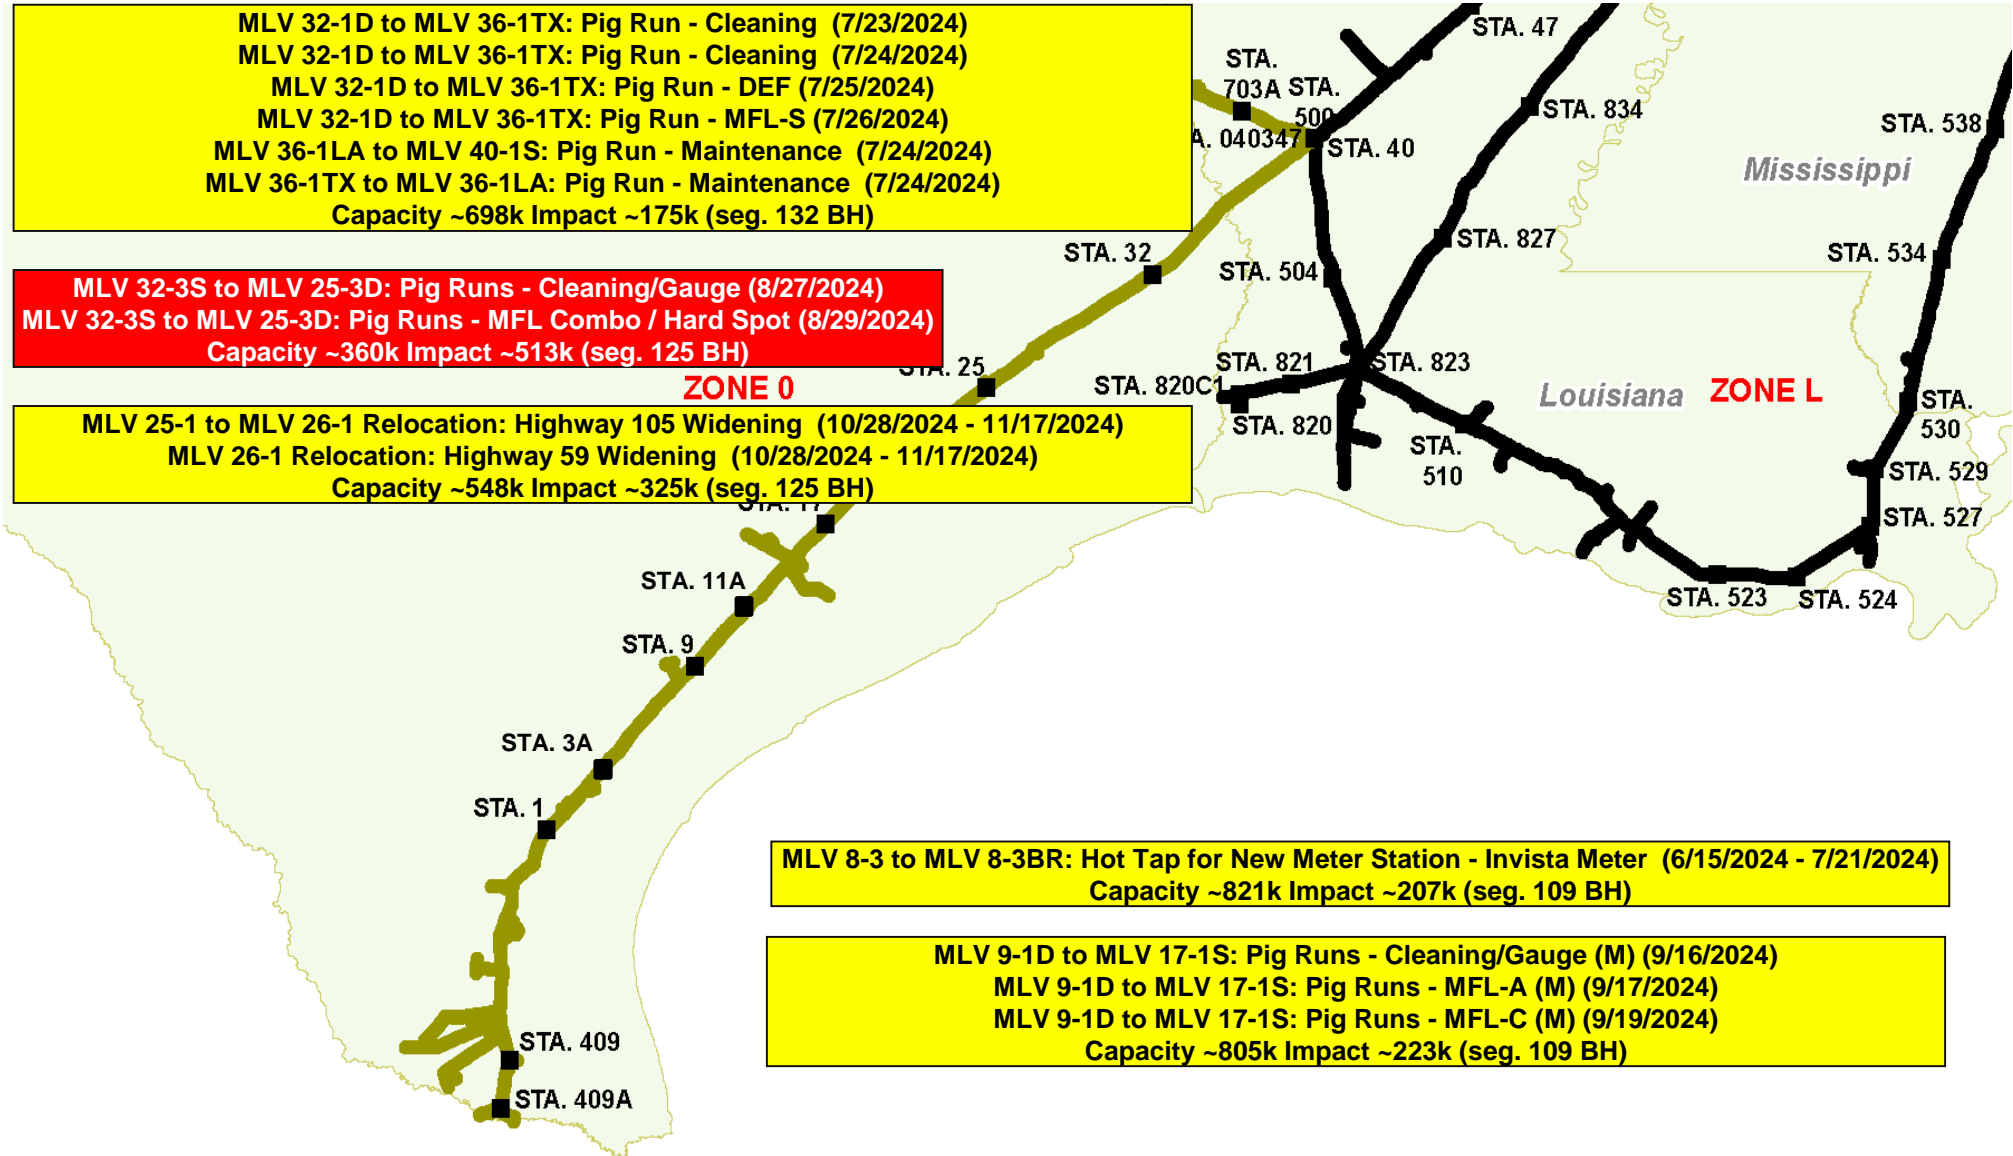 MLV 32-1D to MLV 36-1TX: Pig Run - Cleaning (7/23/2024)
MLV 32-1D to MLV 36-1TX: Pig Run - Cleaning (7/24/2024)
MLV 32-1D to MLV 36-1TX: Pig Run - DEF (7/25/2024)
MLV 32-1D to MLV 36-1TX: Pig Run - MFL-S (7/26/2024)
MLV 36-1LA to MLV 40-1S: Pig Run - Maintenance (7/24/2024)
MLV 36-1TX to MLV 36-1LA: Pig Run - Maintenance (7/24/2024)
Capacity ~698k Impact ~175k (seg. 132 BH)
STA. 47
STA.
703A
STA.
500
A. 040347
STA. 40
STA. 834
STA. 538
Mississippi
STA. 827
STA. 534
STA. 32
STA. 504
MLV 32-3S to MLV 25-3D: Pig Runs - Cleaning/Gauge (8/27/2024)
MLV 32-3S to MLV 25-3D: Pig Runs - MFL Combo / Hard Spot (8/29/2024)
Capacity ~360k Impact ~513k (seg. 125 BH)
STA. 25
ZONE 0
STA. 821
STA. 823
STA. 820C1
STA. 820
Louisiana
ZONE L
STA.
530
STA.
510
STA. 529
STA. 527
MLV 25-1 to MLV 26-1 Relocation: Highway 105 Widening (10/28/2024 - 11/17/2024)
MLV 26-1 Relocation: Highway 59 Widening (10/28/2024 - 11/17/2024)
Capacity ~548k Impact ~325k (seg. 125 BH)
STA. 17
STA. 11A
STA. 523
STA. 524
STA. 9
STA. 3A
STA. 1
MLV 8-3 to MLV 8-3BR: Hot Tap for New Meter Station - Invista Meter (6/15/2024 - 7/21/2024)
Capacity ~821k Impact ~207k (seg. 109 BH)
MLV 9-1D to MLV 17-1S: Pig Runs - Cleaning/Gauge (M) (9/16/2024)
MLV 9-1D to MLV 17-1S: Pig Runs - MFL-A (M) (9/17/2024)
MLV 9-1D to MLV 17-1S: Pig Runs - MFL-C (M) (9/19/2024)
Capacity ~805k Impact ~223k (seg. 109 BH)
STA. 409
STA. 409A